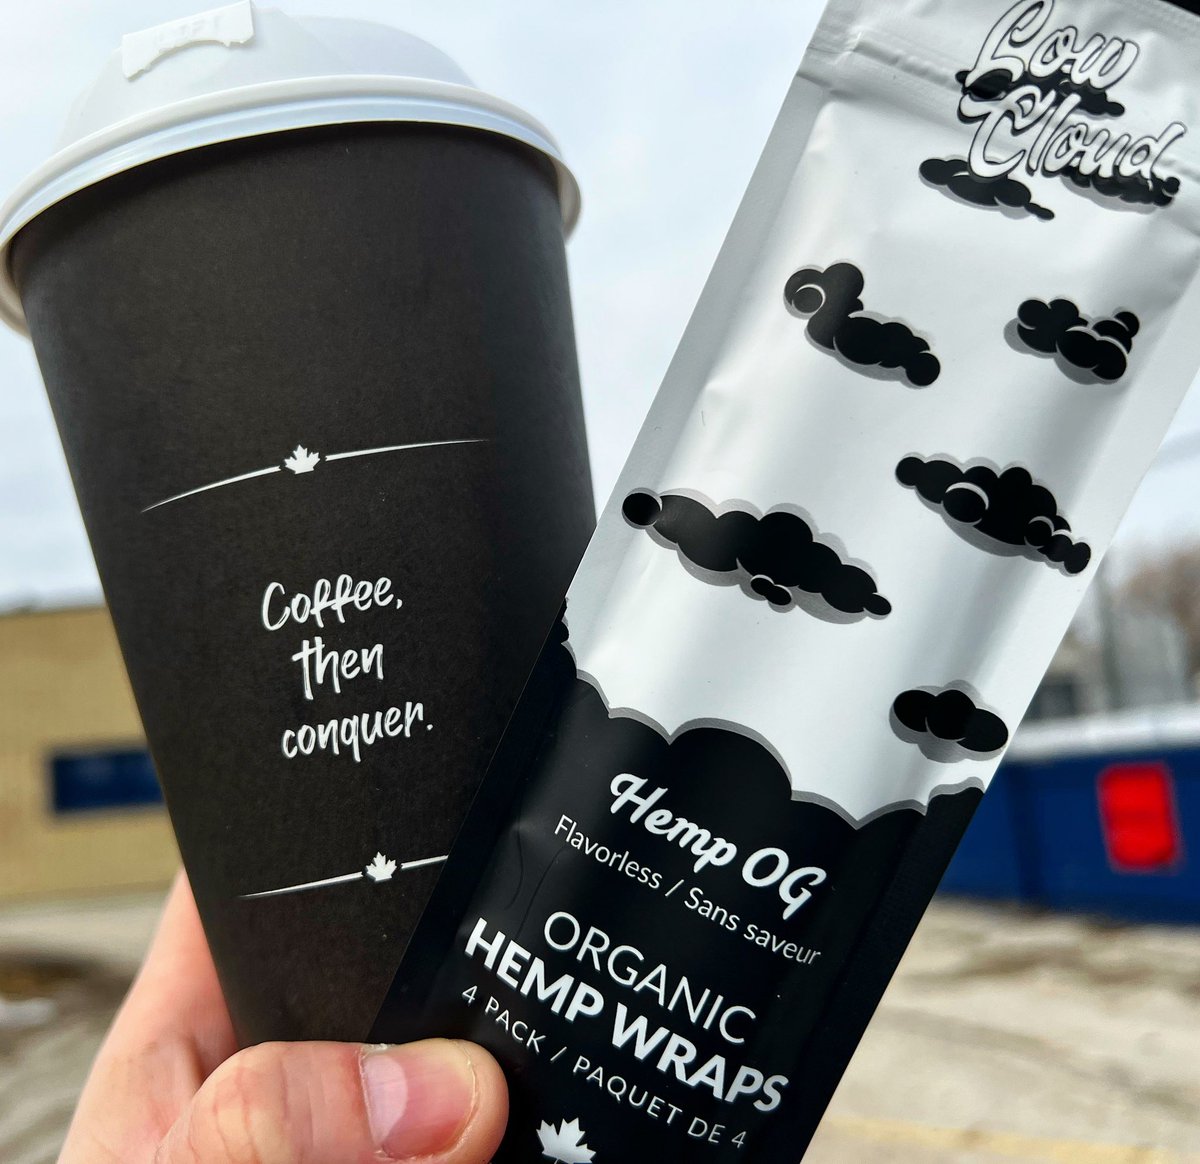 Coffee,
then
conquer.
Low
Cloud
Hemp OG
Flavorless / Sans saveur
ORGANIC
HEMP WRAPS
4 PACK / PAQUET DE 4